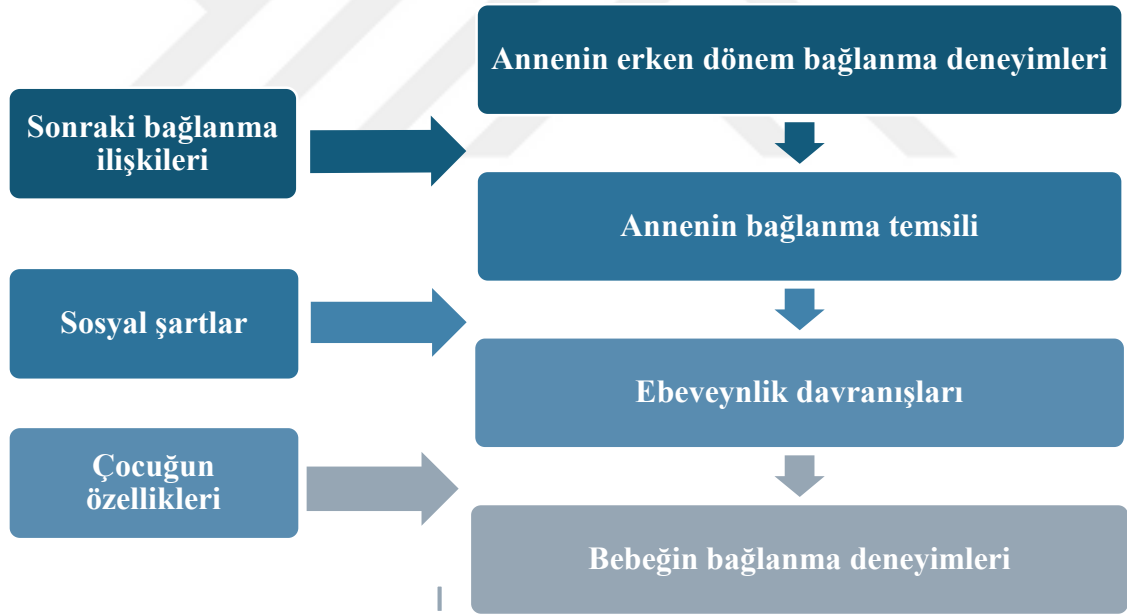 Annenin erken dönem bağlanma deneyimleri
Sonraki bağlanma
ilişkileri
Annenin bağlanma temsili
Sosyal şartlar
Ebeveynlik davranışları
Çocuğun
özellikleri
Bebeğin bağlanma deneyimleri